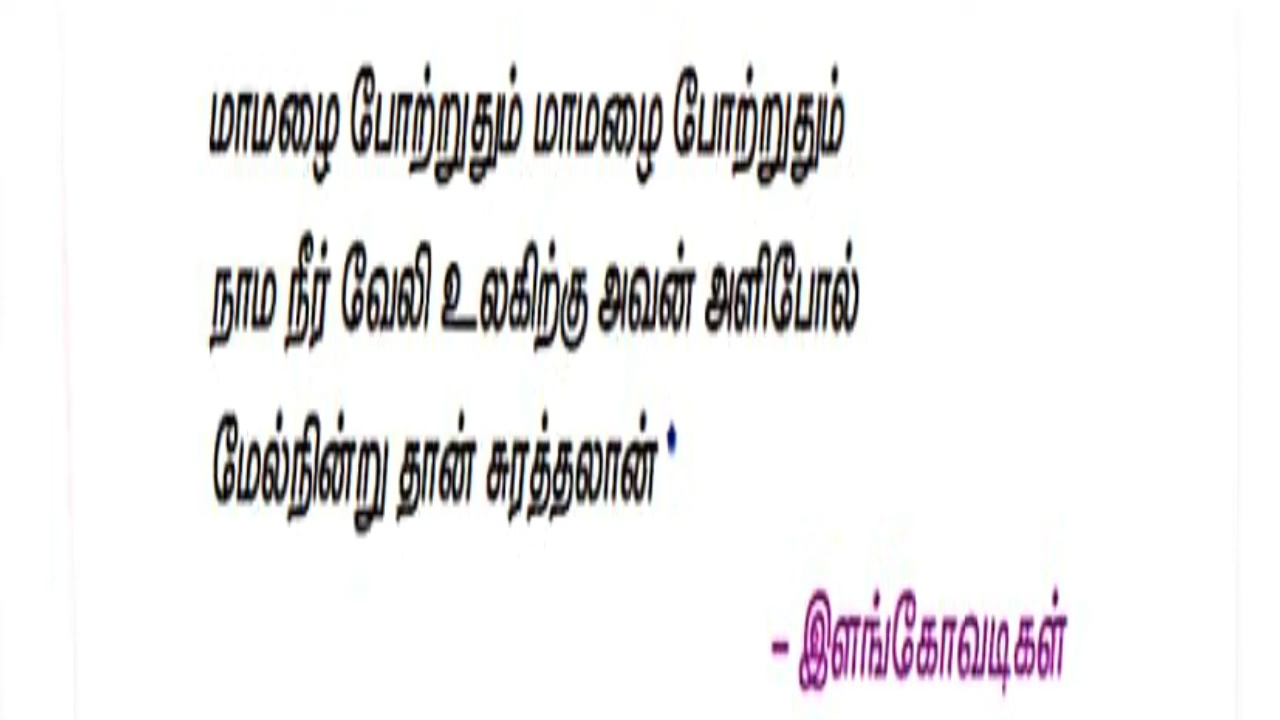 மாமழை போற்றுதும் மாமழை போற்றுதும்
நாம நீர் வேலி உலகிற்கு அவன் அளிபோல்
மேல்நின்று தான் சுரத்தலான்
– இளங்கோவடிகள்